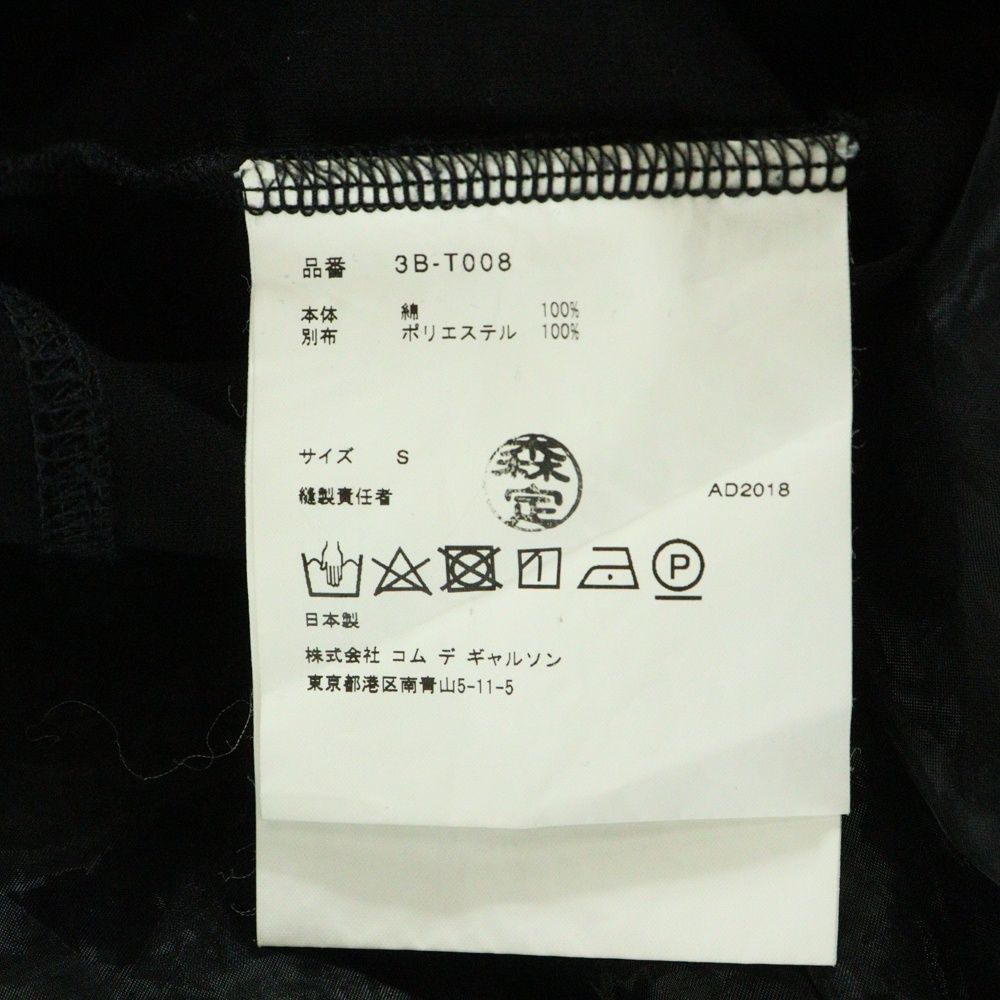 品番 3B-T008
本体 綿 100%
別布 ポリエステル 100%
サイズ S
縫製責任者 森定 AD2018
P
日本製
株式会社 コム デ ギャルソン
東京都港区南青山5-11-5